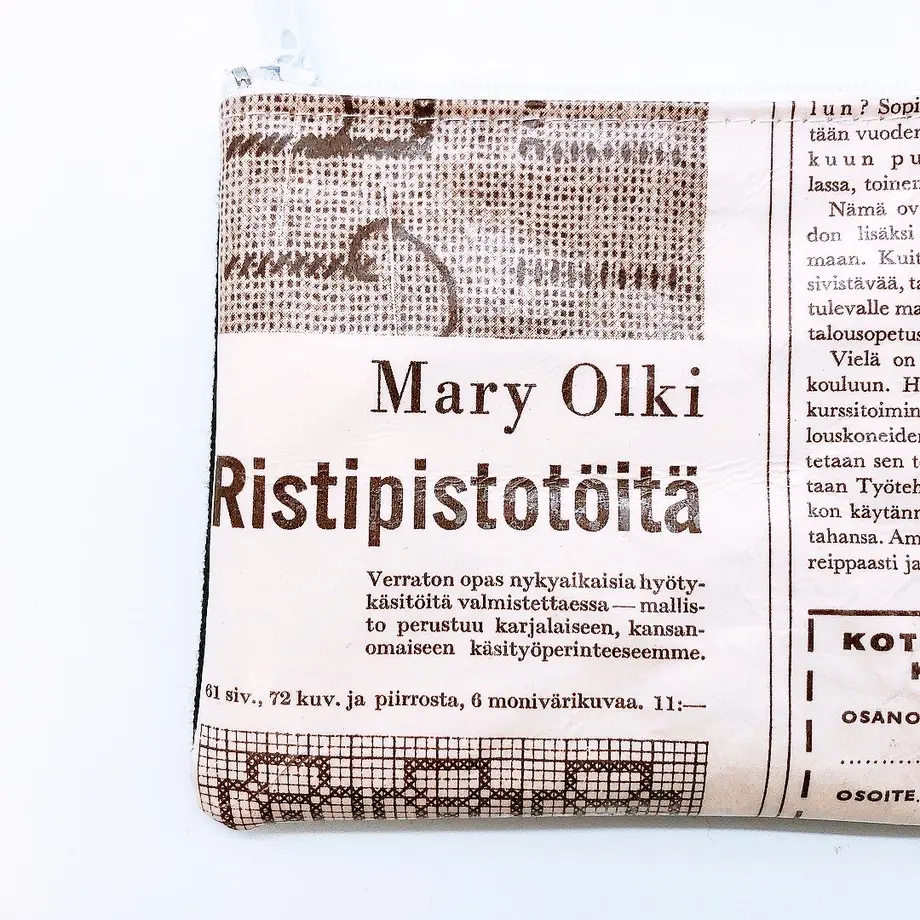 Mary Olki
Ristipistotöitä
Verraton opas nykyaikaisia hyöty-
käsitöitä valmistettaessa — mallis-
to perustuu karjalaiseen, kansan-
omaiseen käsityöperinteeseemme.
61 siv., 72 kuv. ja piirrosta, 6 monivärikuvaa. 11:—
lun? Sopi
tään vuoden
kuun pu
lassa, toinen
Nämä ov
don lisäksi
maan. Kuit
sivistävää, ta
tulevalle ma
talousopetus
Vielä on
kouluun. H
kurssitoimin
louskoneiden
tetaan sen t
taan Työteh
kon käytänn
tahansa. Am
reippaasti ja
KOT
OSANO
OSOITE.